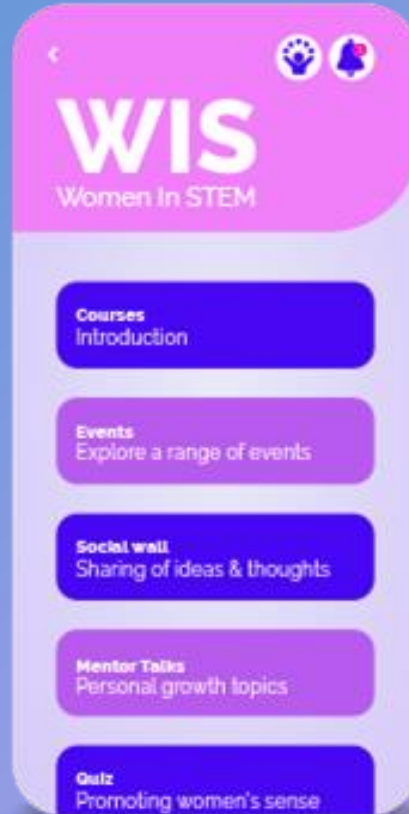 WIS
Women In STEM
Courses
Introduction
Events
Explore a range of events
Social wall
Sharing of ideas & thoughts
Mentor Talks
Personal growth topics
Quiz
Promoting women's sense